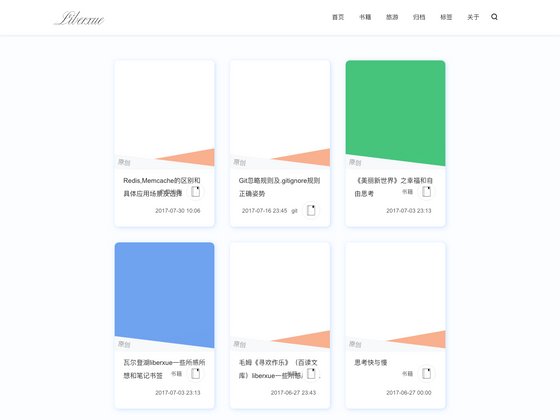 Liberxue
首页 书籍 旅游 归档 标签 关于
原创
Redis,Memcache的区别和
具体应用场景及选择
2017-07-30 10:06
原创
Git忽略规则及.gitignore规则
正确姿势
2017-07-16 23:45 git
原创
《美丽新世界》之幸福和自
由思考
书籍
2017-07-03 23:13
原创
瓦尔登湖liberxue一些所感所
想和笔记书签
书籍
2017-07-03 23:13
原创
毛姆《寻欢作乐》（百读文
库）liberxue一些所感
2017-06-27 23:43
原创
思考快与慢
书籍
2017-06-27 00:00